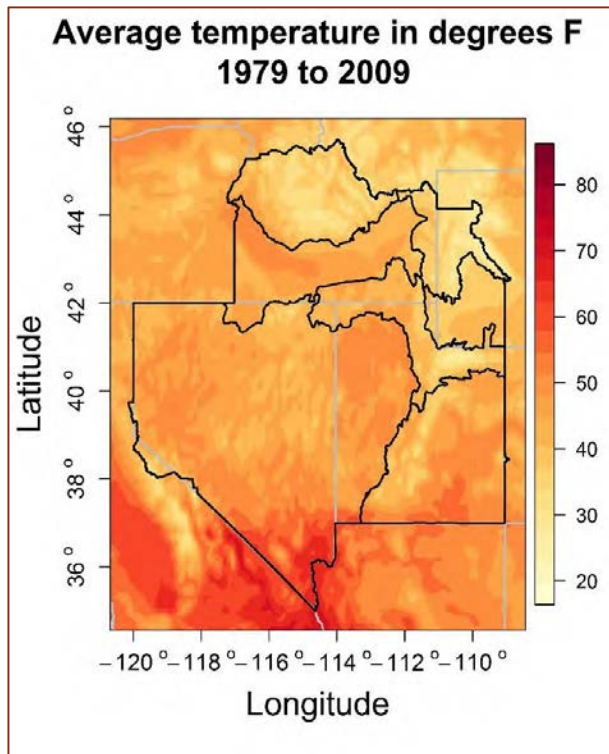 Average temperature in degrees F
1979 to 2009
46 °
44 °
42 °
40 °
38 °
36 °
Latitude
80
70
60
50
40
30
20
−120 ° −118 ° −116 ° −114 ° −112 ° −110 °
Longitude